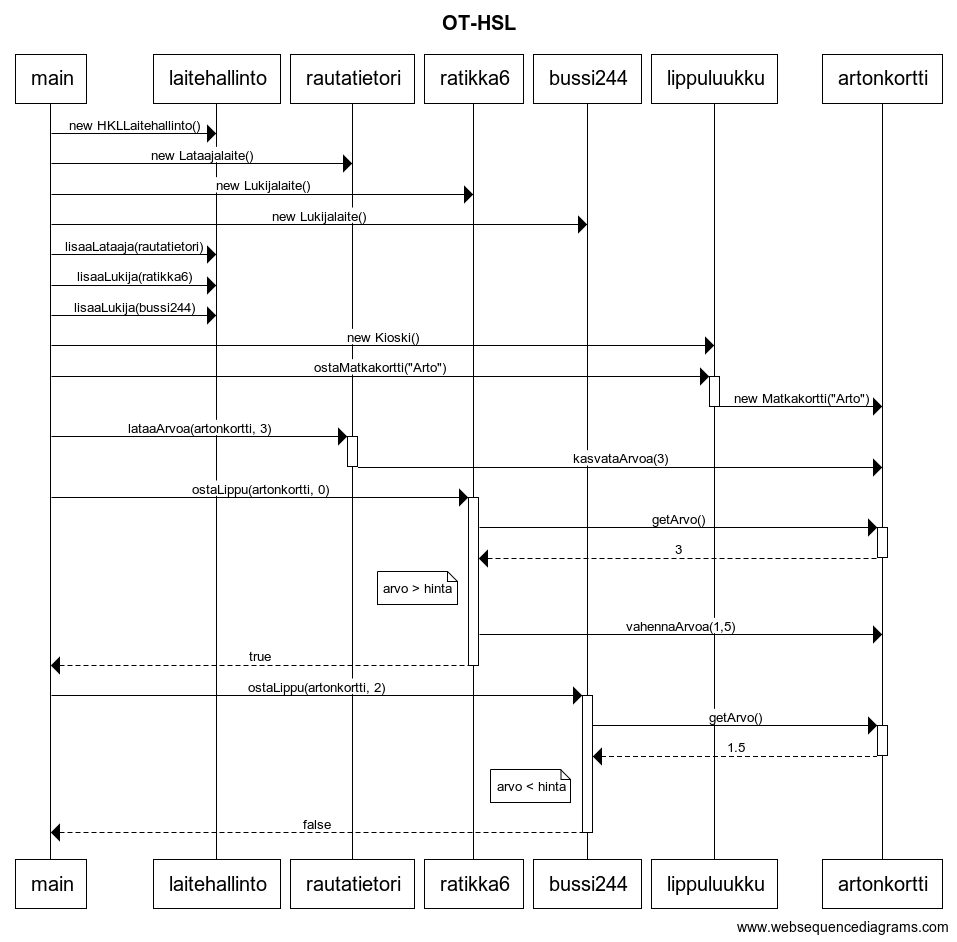 OT-HSL
main laitehallinto rautatietori ratikka6 bussi244 lippuluukku artonkortti
new HKLLaitehallinto()
new Lataajalaite()
new Lukijalaite()
new Lukijalaite()
lisaaLataaja(rautatietori)
lisaaLukija(ratikka6)
lisaaLukija(bussi244)
new Kioski()
ostaMatkakortti("Arto")
new Matkakortti("Arto")
lataaArvoa(artonkortti, 3)
kasvataArvoa(3)
ostaLippu(artonkortti, 0)
getArvo()
3
arvo > hinta
vahennaArvoa(1,5)
true
ostaLippu(artonkortti, 2)
getArvo()
1.5
arvo < hinta
false
main laitehallinto rautatietori ratikka6 bussi244 lippuluukku artonkortti
www.websequencediagrams.com